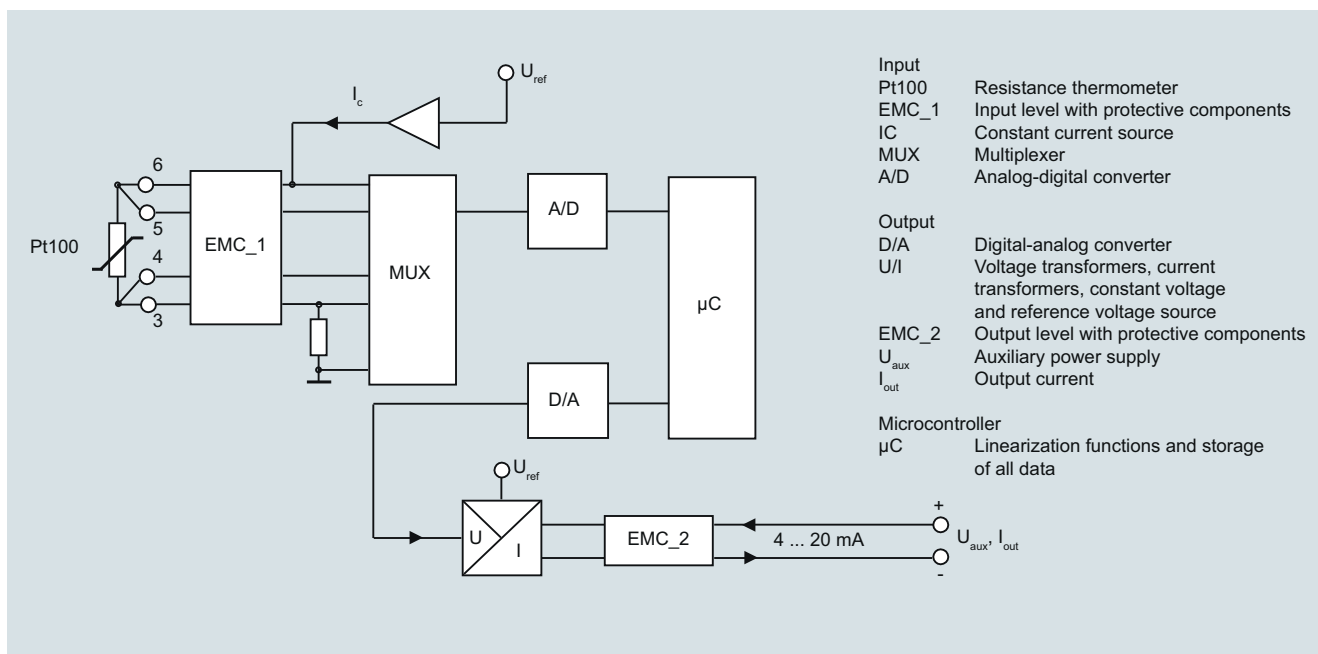 U_ref
I_c
6
5
4
3
Pt100
EMC_1
MUX
A/D
µC
D/A
U_ref
U
I
EMC_2
4 ... 20 mA
+
-
U_aux, I_out
Input
Pt100 Resistance thermometer
EMC_1 Input level with protective components
IC Constant current source
MUX Multiplexer
A/D Analog-digital converter
Output
D/A Digital-analog converter
U/I Voltage transformers, current
transformers, constant voltage
and reference voltage source
EMC_2 Output level with protective components
U_aux Auxiliary power supply
I_out Output current
Microcontroller
µC Linearization functions and storage
of all data